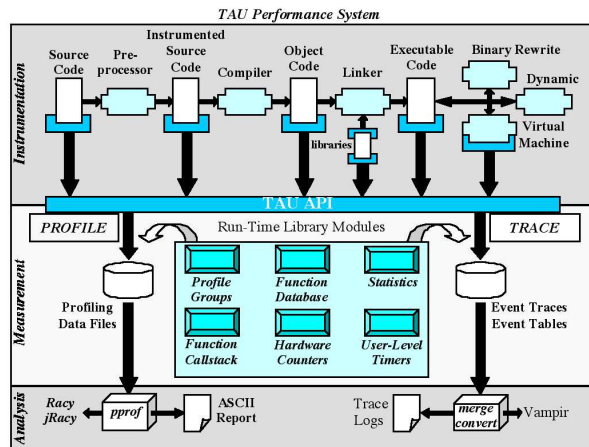 TAU Performance System
Instrumentation
Source
Code
Pre-
processor
Instrumented
Source
Code
Compiler
Object
Code
Linker
Executable
Code
Binary Rewrite
Dynamic
Virtual
Machine
libraries
TAU API
Measurement
PROFILE
Run-Time Library Modules
TRACE
Profiling
Data Files
Profile
Groups
Function
Database
Statistics
Function
Callstack
Hardware
Counters
User-Level
Timers
Event Traces
Event Tables
Analysis
Racy
jRacy
pprof
ASCII
Report
Trace
Logs
merge
convert
Vampir